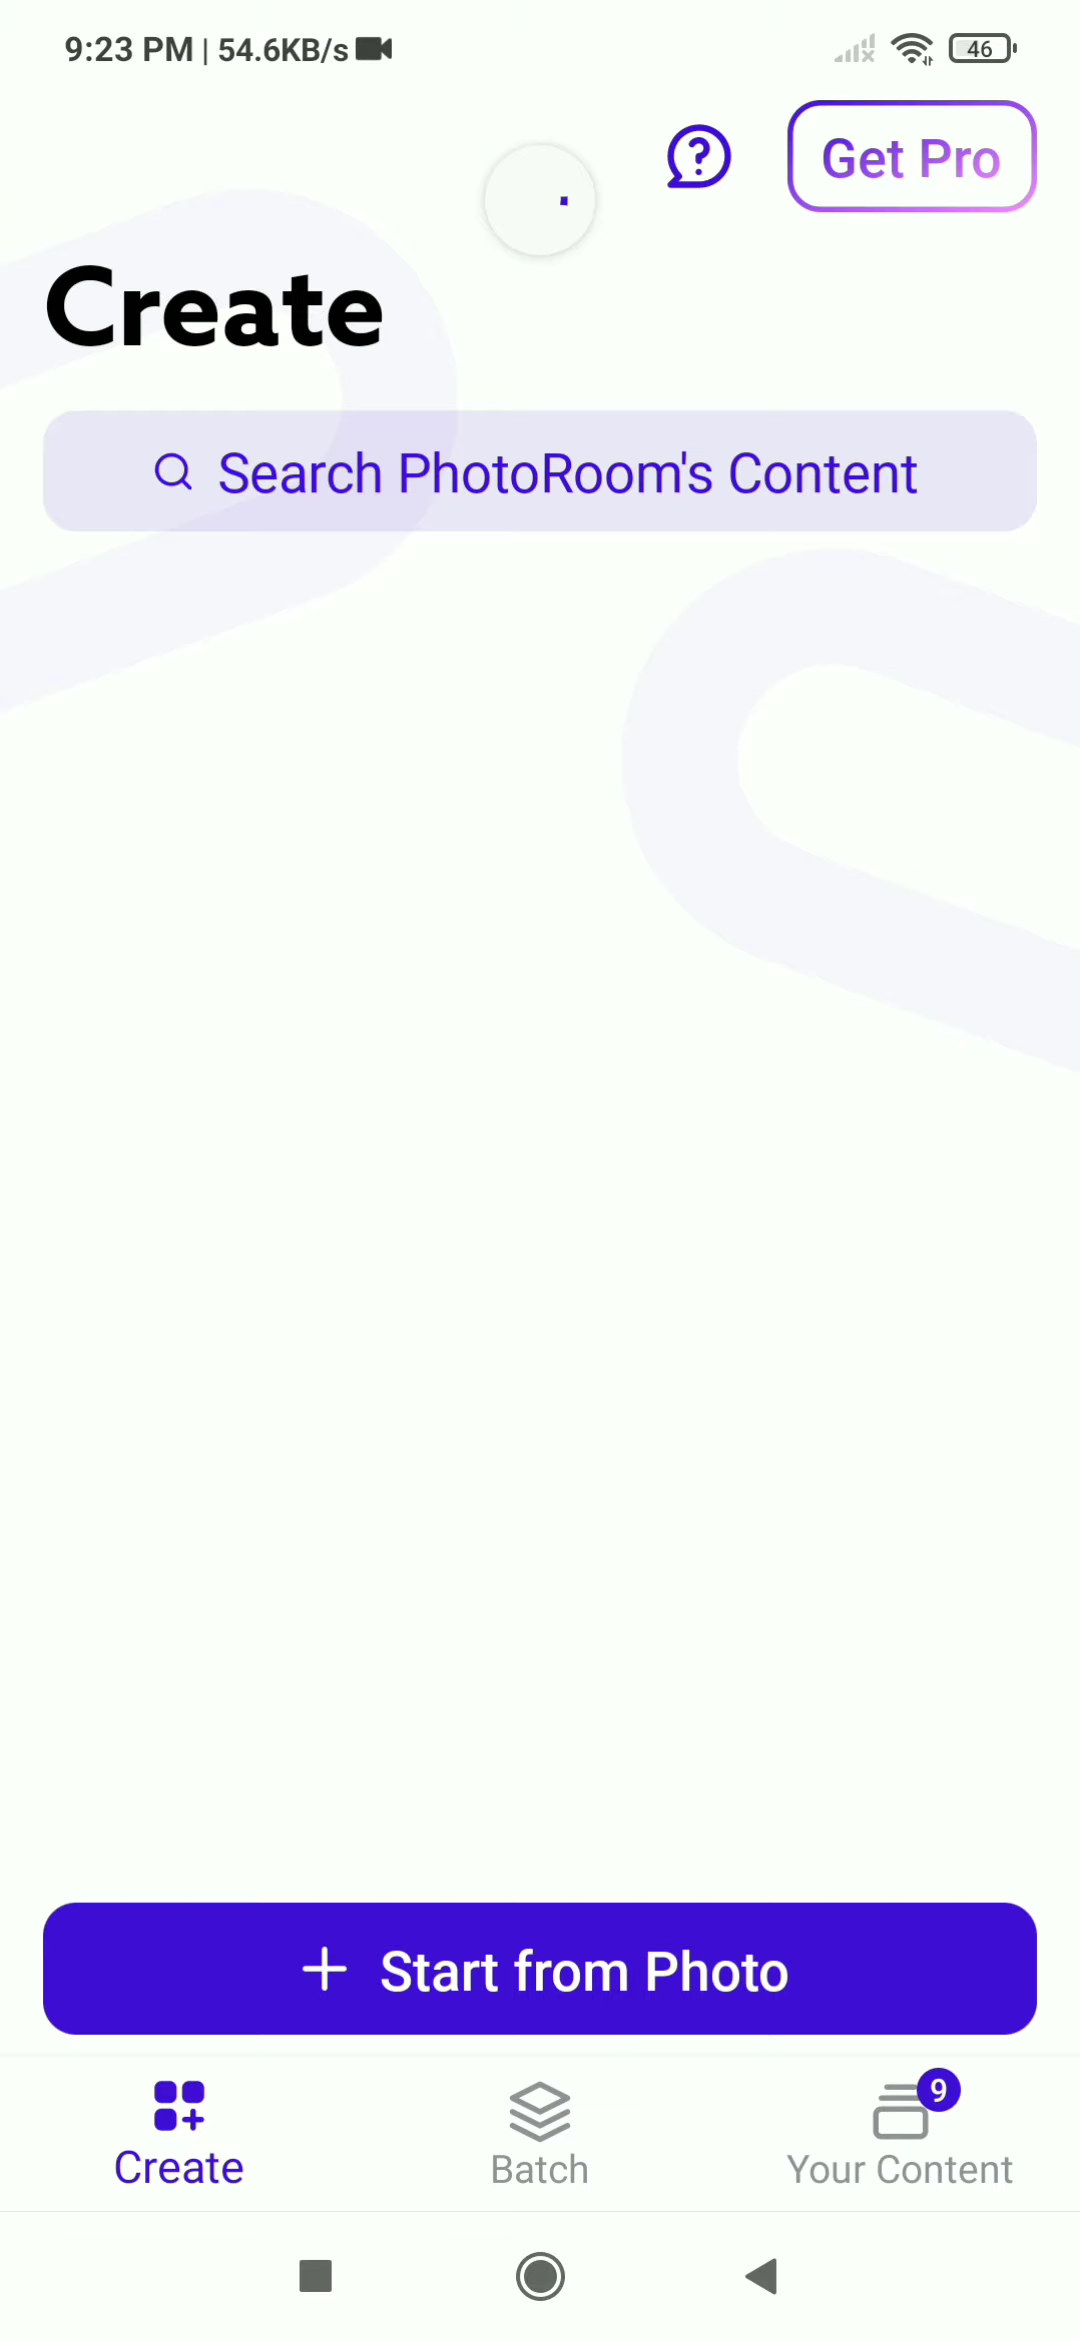 9:23 PM | 54.6KB/s
46
Get Pro
Create
Search PhotoRoom's Content
Start from Photo
9
Create
Batch
Your Content